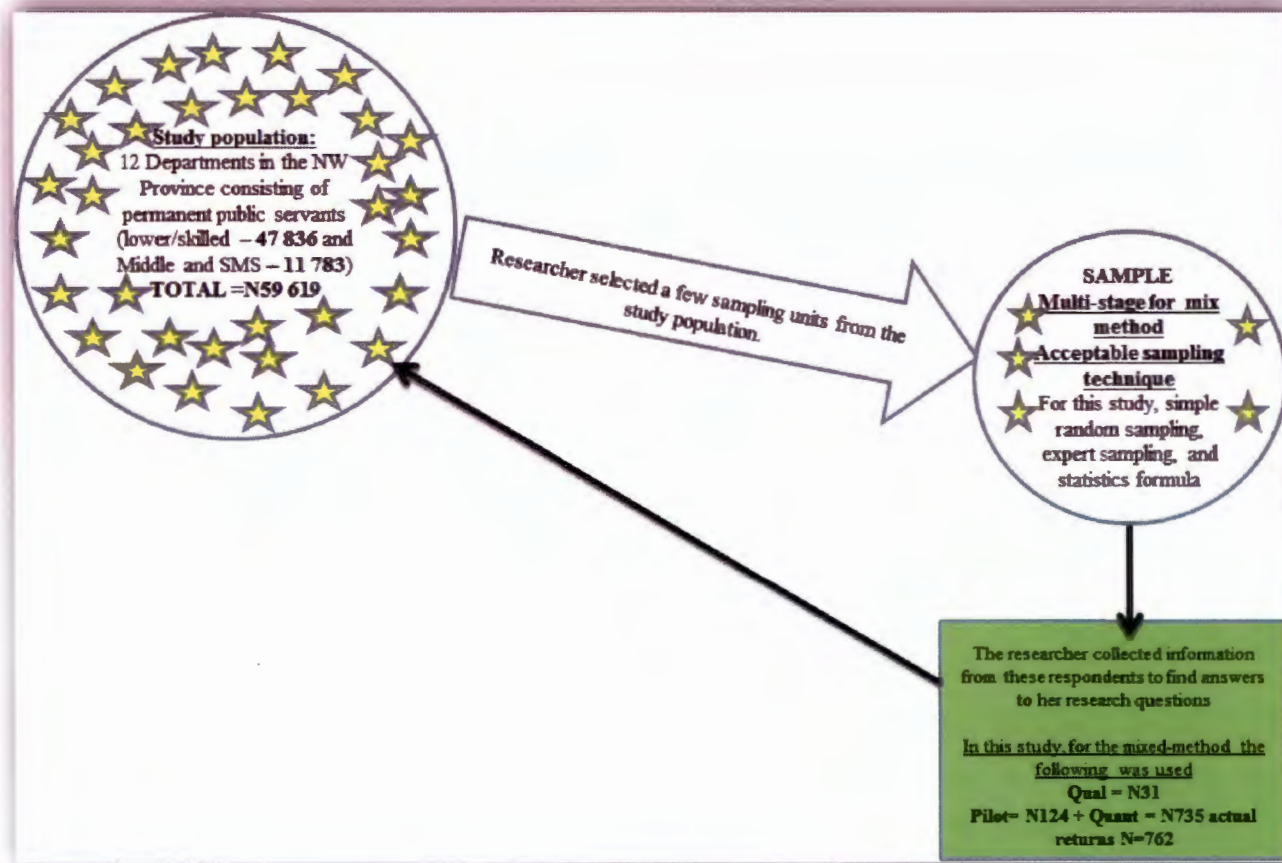 Study population:
12 Departments in the NW
Province consisting of
permanent public servants
(lower/skilled – 47 836 and
Middle and SMS – 11 783)
TOTAL =N59 619
Researcher selected a few sampling units from the
study population.
SAMPLE
Multi-stage for mix
method
Acceptable sampling
technique
For this study, simple
random sampling,
expert sampling, and
statistics formula
The researcher collected information
from these respondents to find answers
to her research questions
In this study, for the mixed-method the
following was used
Qual = N31
Pilot= N124 + Quant = N735 actual
returns N=762